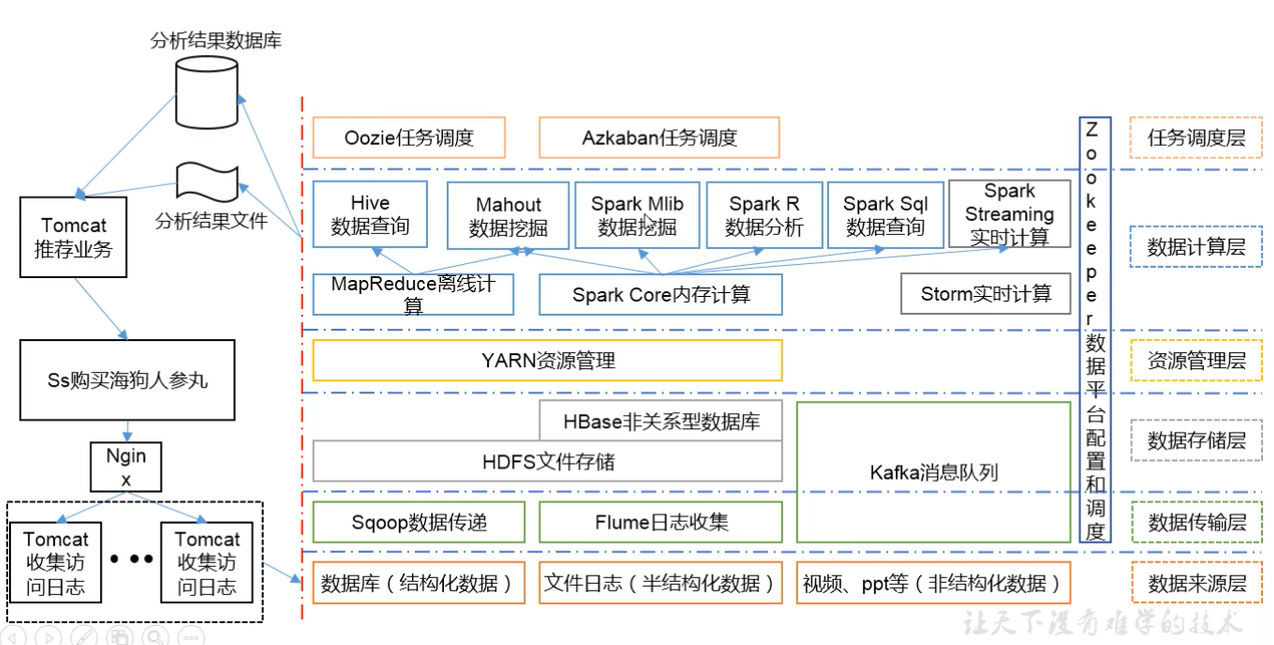 分析结果数据库
分析结果文件
Tomcat
推荐业务
Ss购买海狗人参丸
Ngin
x
Tomcat
收集访
问日志
Tomcat
收集访
问日志
Oozie任务调度
Azkaban任务调度
任务调度层
Hive
数据查询
Mahout
数据挖掘
Spark Mlib
数据挖掘
Spark R
数据分析
Spark Sql
数据查询
Spark
Streaming
实时计算
数据计算层
MapReduce离线计
算
Spark Core内存计算
Storm实时计算
YARN资源管理
资源管理层
HBase非关系型数据库
HDFS文件存储
Kafka消息队列
数据存储层
Sqoop数据传递
Flume日志收集
数据传输层
数据库（结构化数据）
文件日志（半结构化数据）
视频、ppt等（非结构化数据）
数据来源层
Zookeeper数据平台配置和调度
让天下没有难学的技术